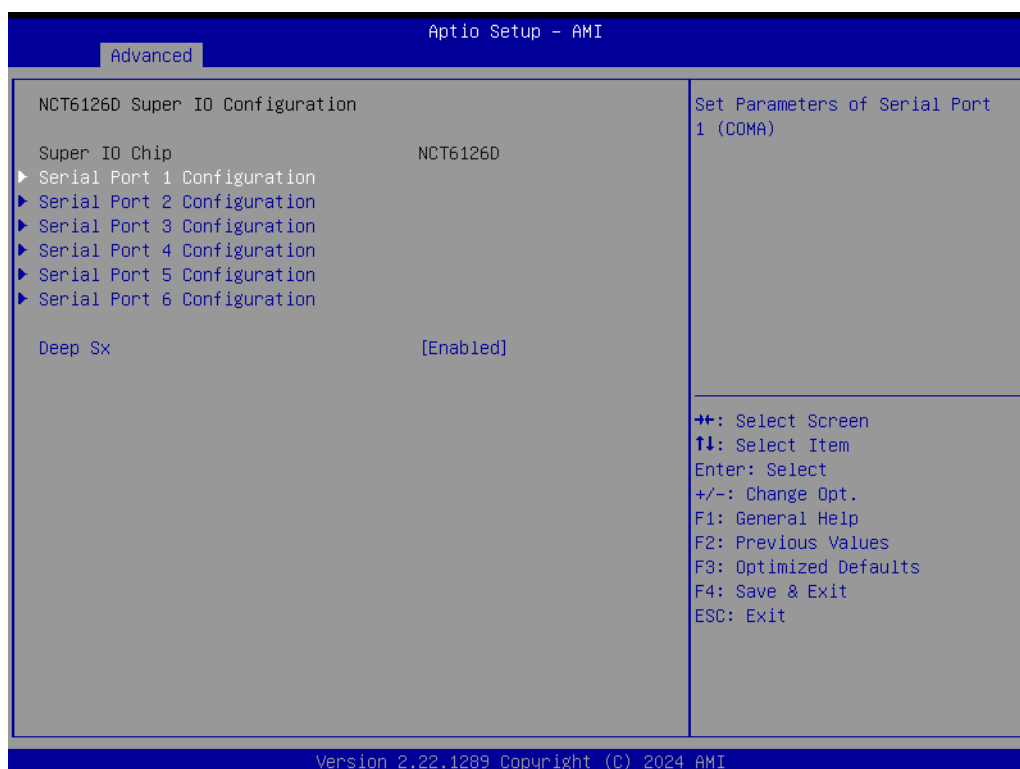 Aptio Setup – AMI
Advanced
NCT6126D Super IO Configuration
Super IO Chip NCT6126D
Serial Port 1 Configuration
Serial Port 2 Configuration
Serial Port 3 Configuration
Serial Port 4 Configuration
Serial Port 5 Configuration
Serial Port 6 Configuration
Deep Sx [Enabled]
Set Parameters of Serial Port
1 (COMA)
→←: Select Screen
↑↓: Select Item
Enter: Select
+/-: Change Opt.
F1: General Help
F2: Previous Values
F3: Optimized Defaults
F4: Save & Exit
ESC: Exit
Version 2.22.1289 Copyright (C) 2024 AMI